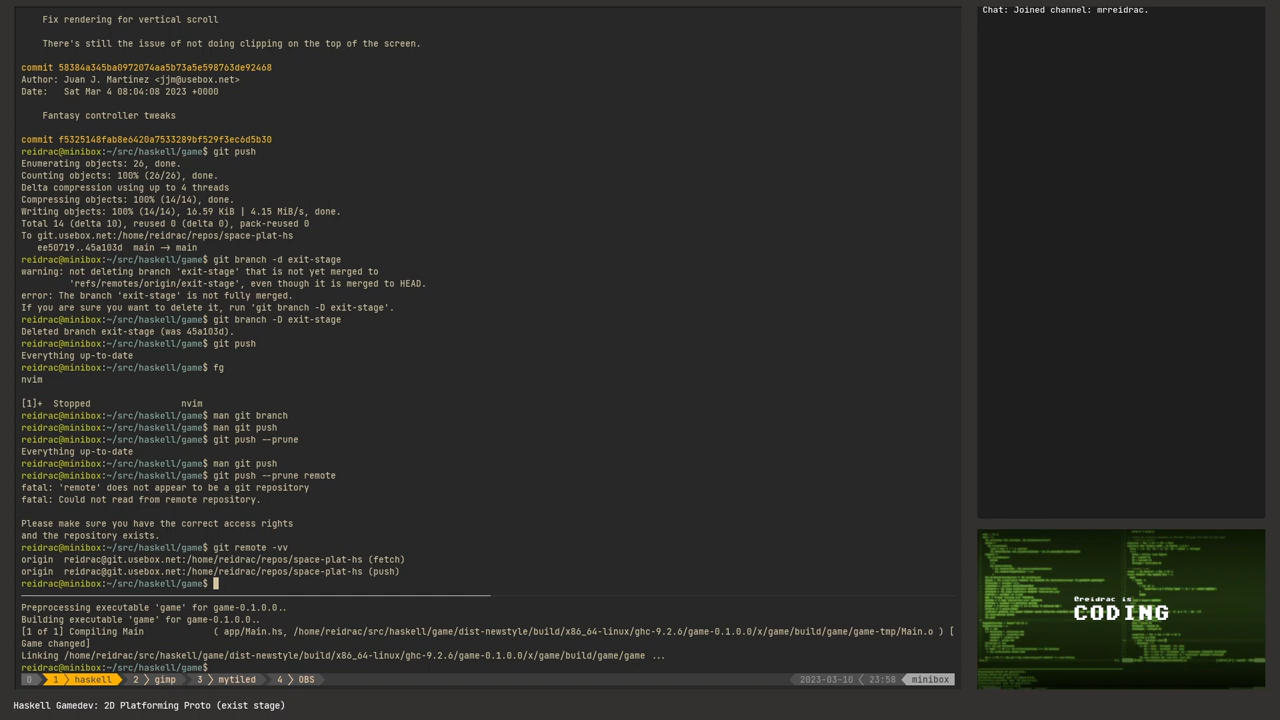 Fix rendering for vertical scroll
There's still the issue of not doing clipping on the top of the screen.
commit 58384a345ba0972074aa5b73a5e598763de92468
Author: Juan J. Martinez <jjm@usebox.net>
Date:   Sat Mar 4 08:04:08 2023 +0000
Fantasy controller tweaks
commit f5325148fab8e6420a7533289bf529f3ec6d5b30
reidrac@minibox:~/src/haskell/game$ git push
Enumerating objects: 26, done.
Counting objects: 100% (26/26), done.
Delta compression using up to 4 threads
Compressing objects: 100% (14/14), done.
Writing objects: 100% (14/14), 16.59 KiB | 4.15 MiB/s, done.
Total 14 (delta 10), reused 0 (delta 0), pack-reused 0
To git.usebox.net:/home/reidrac/repos/space-plat-hs
ee50719..45a103d  main -> main
reidrac@minibox:~/src/haskell/game$ git branch -d exit-stage
warning: not deleting branch 'exit-stage' that is not yet merged to
'refs/remotes/origin/exit-stage', even though it is merged to HEAD.
error: The branch 'exit-stage' is not fully merged.
If you are sure you want to delete it, run 'git branch -D exit-stage'.
reidrac@minibox:~/src/haskell/game$ git branch -D exit-stage
Deleted branch exit-stage (was 45a103d).
reidrac@minibox:~/src/haskell/game$ git push
Everything up-to-date
reidrac@minibox:~/src/haskell/game$ fg
nvim
[1]+  Stopped                 nvim
reidrac@minibox:~/src/haskell/game$ man git branch
reidrac@minibox:~/src/haskell/game$ man git push
reidrac@minibox:~/src/haskell/game$ git push --prune
Everything up-to-date
reidrac@minibox:~/src/haskell/game$ man git push
reidrac@minibox:~/src/haskell/game$ git push --prune remote
fatal: 'remote' does not appear to be a git repository
fatal: Could not read from remote repository.
Please make sure you have the correct access rights
and the repository exists.
reidrac@minibox:~/src/haskell/game$ git remote -vv
origin  reidrac@git.usebox.net:/home/reidrac/repos/space-plat-hs (fetch)
origin  reidrac@git.usebox.net:/home/reidrac/repos/space-plat-hs (push)
reidrac@minibox:~/src/haskell/game$
Preprocessing executable 'game' for game-0.1.0.0..
Building executable 'game' for game-0.1.0.0..
[1 of 1] Compiling Main             ( app/Main.hs, /home/reidrac/src/haskell/game/dist-newstyle/build/x86_64-linux/ghc-9.2.6/game-0.1.0.0/x/game/build/game/game-tmp/Main.o ) [
Game changed]
Linking /home/reidrac/src/haskell/game/dist-newstyle/build/x86_64-linux/ghc-9.2.6/game-0.1.0.0/x/game/build/game/game ...
reidrac@minibox:~/src/haskell/game$
0 1 haskell 2 gimp 3 mytiled 4 OBS 2023-03-10 23:58 minibox
Haskell Gamedev: 2D Platforming Proto (exist stage)
Chat: Joined channel: mrreidrac.
@reidrac is
CODING